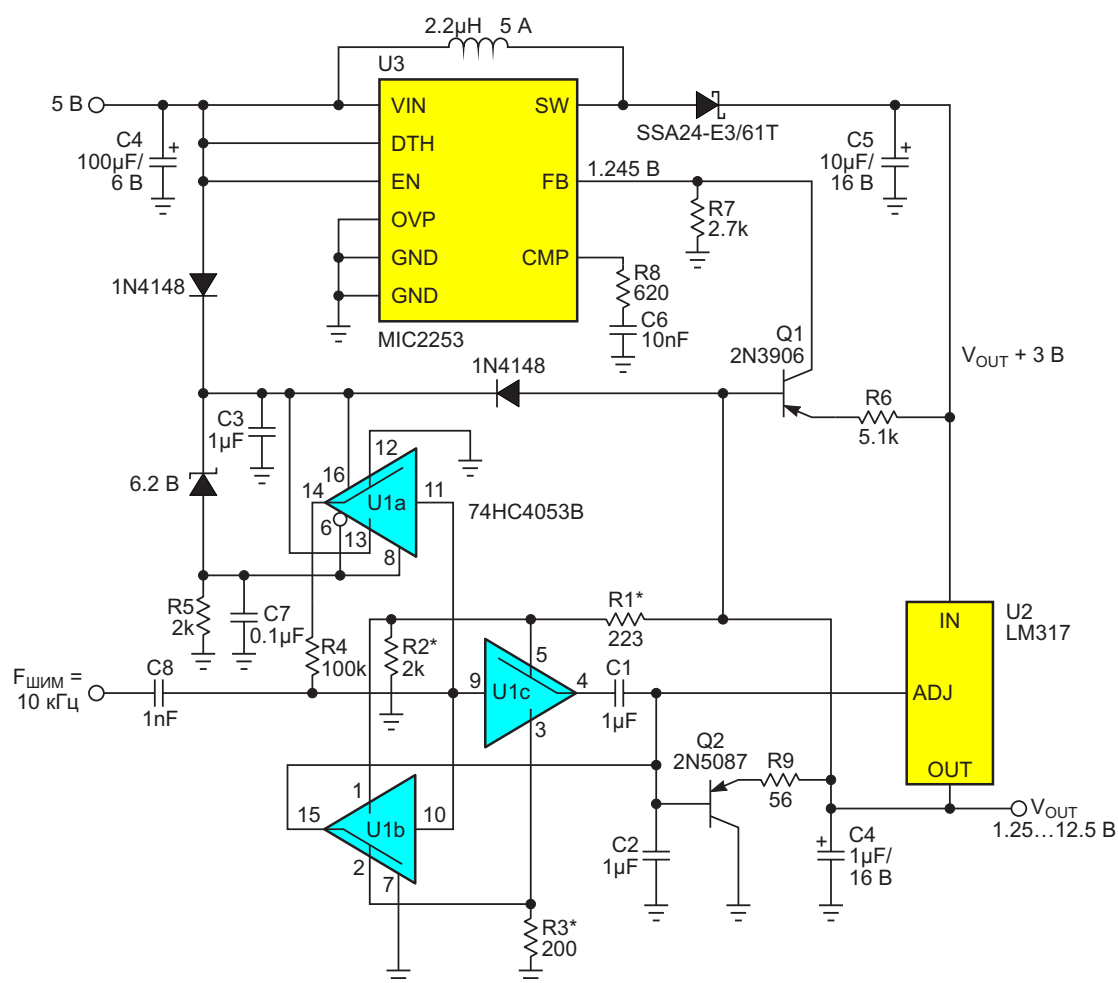 2.2µH 5 A
U3
5 В
VIN
SW
DTH
EN
FB
OVP
GND
CMP
GND
MIC2253
C4
100µF/
6 В
+
SSA24-E3/61T
C5
10µF/
16 В
+
1.245 В
R7
2.7k
R8
620
C6
10nF
1N4148
Q1
2N3906
V_OUT + 3 В
1N4148
R6
5.1k
C3
1µF
12
16
14
U1a
11
74HC4053B
6
13
8
6.2 В
R5
2k
C7
0.1µF
R4
100k
R2*
2k
R1*
223
U2
LM317
IN
ADJ
OUT
F_ШИМ =
10 кГц
C8
1nF
9
5
U1c
4
3
C1
1µF
Q2
2N5087
R9
56
1
15
U1b
10
2
7
C2
1µF
+
C4
1µF/
16 В
V_OUT
1.25...12.5 В
R3*
200